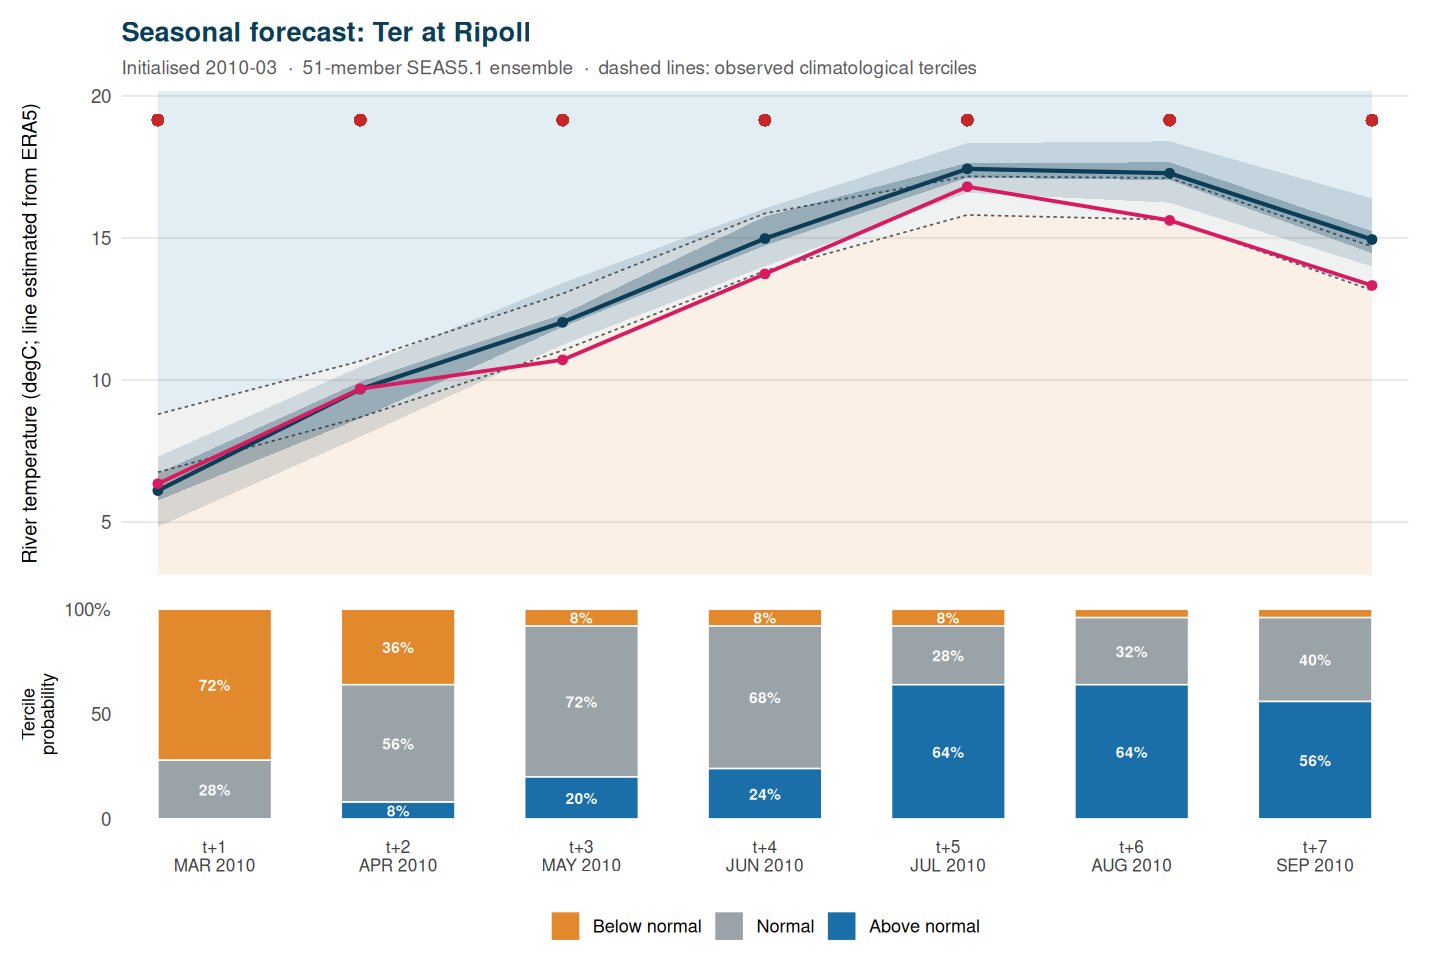 Seasonal forecast: Ter at Ripoll
Initialised 2010-03 · 51-member SEAS5.1 ensemble · dashed lines: observed climatological terciles
River temperature (degC; line estimated from ERA5)
20
15
10
5
Tercile
probability
100%
50
0
72%
28%
36%
56%
8%
8%
72%
20%
8%
68%
24%
8%
28%
64%
32%
64%
40%
56%
t+1
MAR 2010
t+2
APR 2010
t+3
MAY 2010
t+4
JUN 2010
t+5
JUL 2010
t+6
AUG 2010
t+7
SEP 2010
Below normal
Normal
Above normal